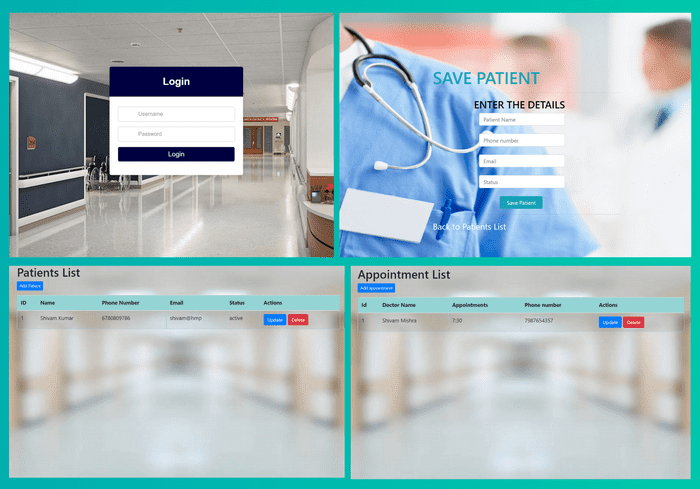 Login
Username
Password
Login
SAVE PATIENT
ENTER THE DETAILS
Patient Name
Phone number
Email
Status
Save Patient
Back to Patients List
Patients List
Add Patient
ID Name Phone Number Email Status Actions
1 Shivam Kumar 6780809786 shivam@hmp active Update Delete
Appointment List
Add appointment
Id Doctor Name Appointments Phone number Actions
1 Shivam Mishra 7:30 7987654357 Update Delete